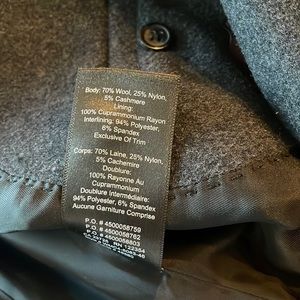 Body: 70% Wool, 25% Nylon,
5% Cashmere
Lining:
100% Cuprammonium Rayon
Interlining: 94% Polyester,
6% Spandex
Exclusive Of Trim
Corps: 70% Laine, 25% Nylon,
5% Cachemire
Doublure:
100% Rayonne Au
Cuprammonium
Doublure Intermédiaire:
94% Polyester, 6% Spandex
Aucune Garniture Comprise
P.O. # 4500058759
P.O. # 4500058762
P.O. # 4500058803
RN 122354